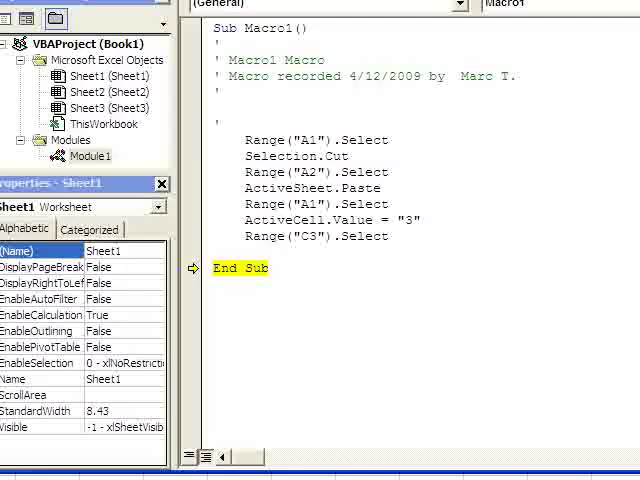 (General)
Macro1
VBAProject (Book1)
Microsoft Excel Objects
Sheet1 (Sheet1)
Sheet2 (Sheet2)
Sheet3 (Sheet3)
ThisWorkbook
Modules
Module1
roperties - Sheet1
Sheet1 Worksheet
Alphabetic Categorized
(Name) Sheet1
DisplayPageBreak False
DisplayRightToLef False
EnableAutoFilter False
EnableCalculation True
EnableOutlining False
EnablePivotTable False
EnableSelection 0 - xlNoRestricti
Name Sheet1
ScrollArea
StandardWidth 8.43
Visible -1 - xlSheetVisib
Sub Macro1()
'
' Macro1 Macro
' Macro recorded 4/12/2009 by Marc T.
'
'
Range("A1").Select
Selection.Cut
Range("A2").Select
ActiveSheet.Paste
Range("A1").Select
ActiveCell.Value = "3"
Range("C3").Select
End Sub